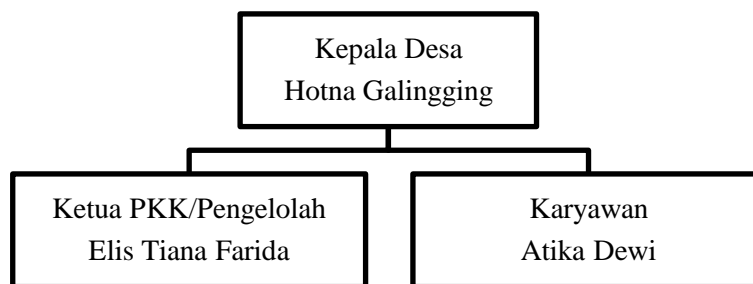 Kepala Desa
Hotna Galingging
Ketua PKK/Pengelolah
Elis Tiana Farida
Karyawan
Atika Dewi